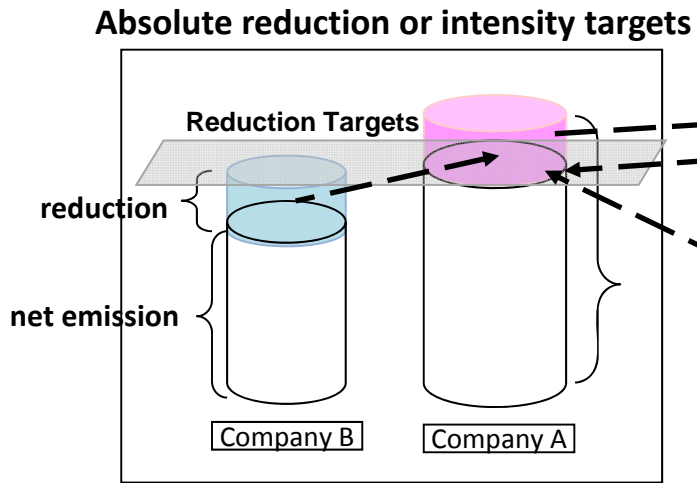 Absolute reduction or intensity targets
Reduction Targets
reduction
net emission
Company B
Company A